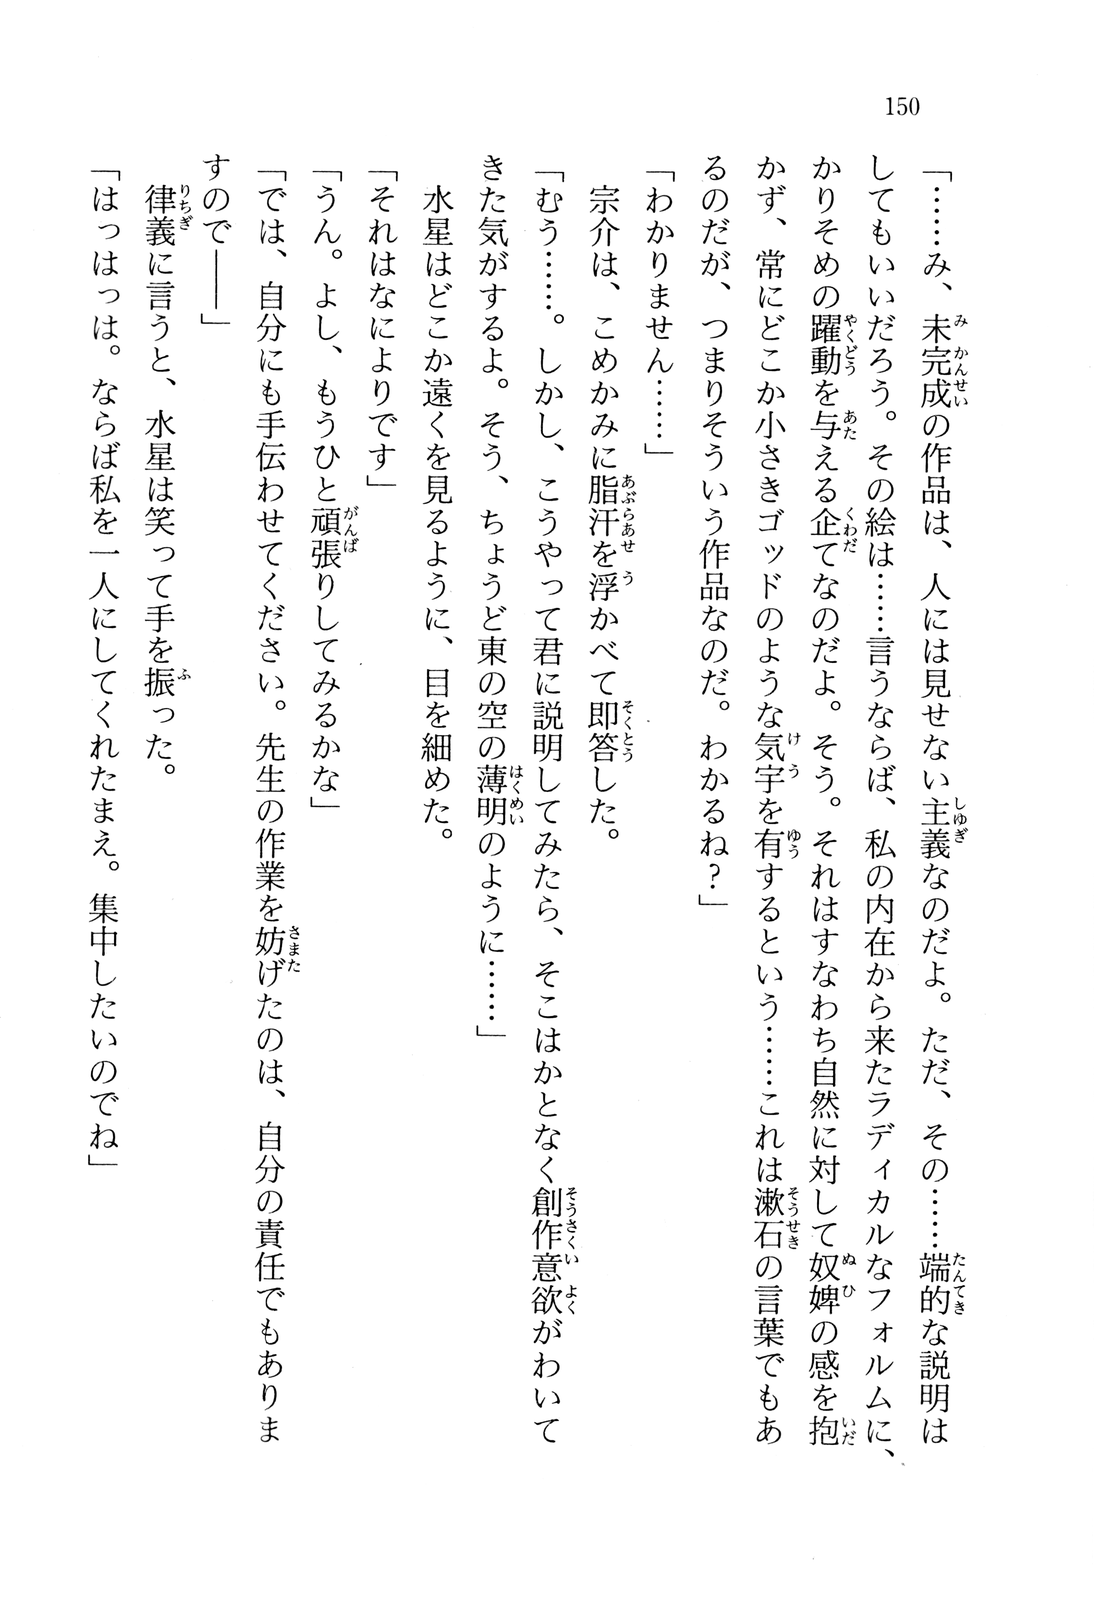 150
「……み、未完成の作品は、人には見せない主義なのだよ。ただ、その……端的な説明は
してもいいだろう。その絵は……言うならば、私の内在から来たラディカルなフォルムに、
かりそめの躍動を与える企てなのだよ。そう。それはすなわち自然に対して奴婢の感を抱
かず、常にどこか小さきゴッドのような気宇を有するという……これは漱石の言葉でもあ
るのだが、つまりそういう作品なのだ。わかるね？」
「わかりません……」
宗介は、こめかみに脂汗を浮かべて即答した。
「むう……。しかし、こうやって君に説明してみたら、そこはかとなく創作意欲がわいて
きた気がするよ。そう、ちょうど東の空の薄明のように……」
水星はどこか遠くを見るように、目を細めた。
「それはなによりです」
「うん。よし、もうひと頑張りしてみるかな」
「では、自分にも手伝わせてください。先生の作業を妨げたのは、自分の責任でもありま
すので――」
律義に言うと、水星は笑って手を振った。
「はっはっは。ならば私を一人にしてくれたまえ。集中したいのでね」